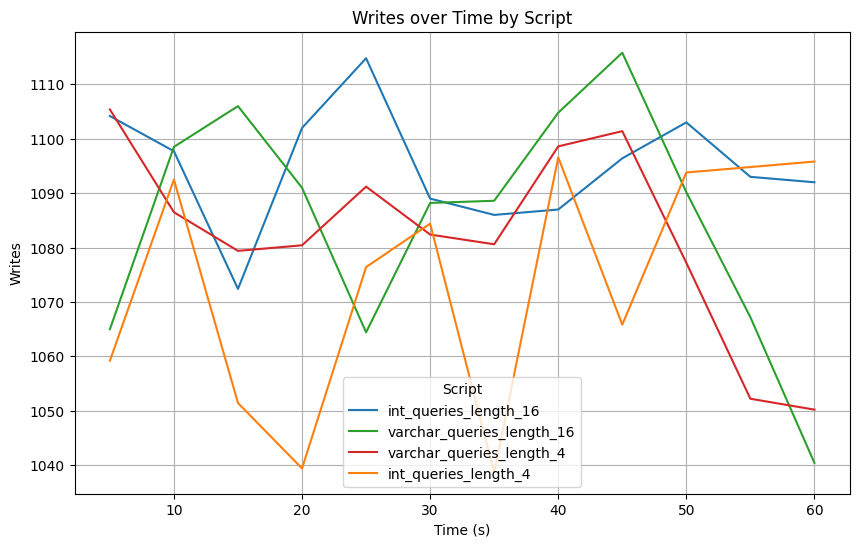 Writes over Time by Script
Writes
1110
1100
1090
1080
1070
1060
1050
1040
Script
int_queries_length_16
varchar_queries_length_16
varchar_queries_length_4
int_queries_length_4
10 20 30 40 50 60
Time (s)